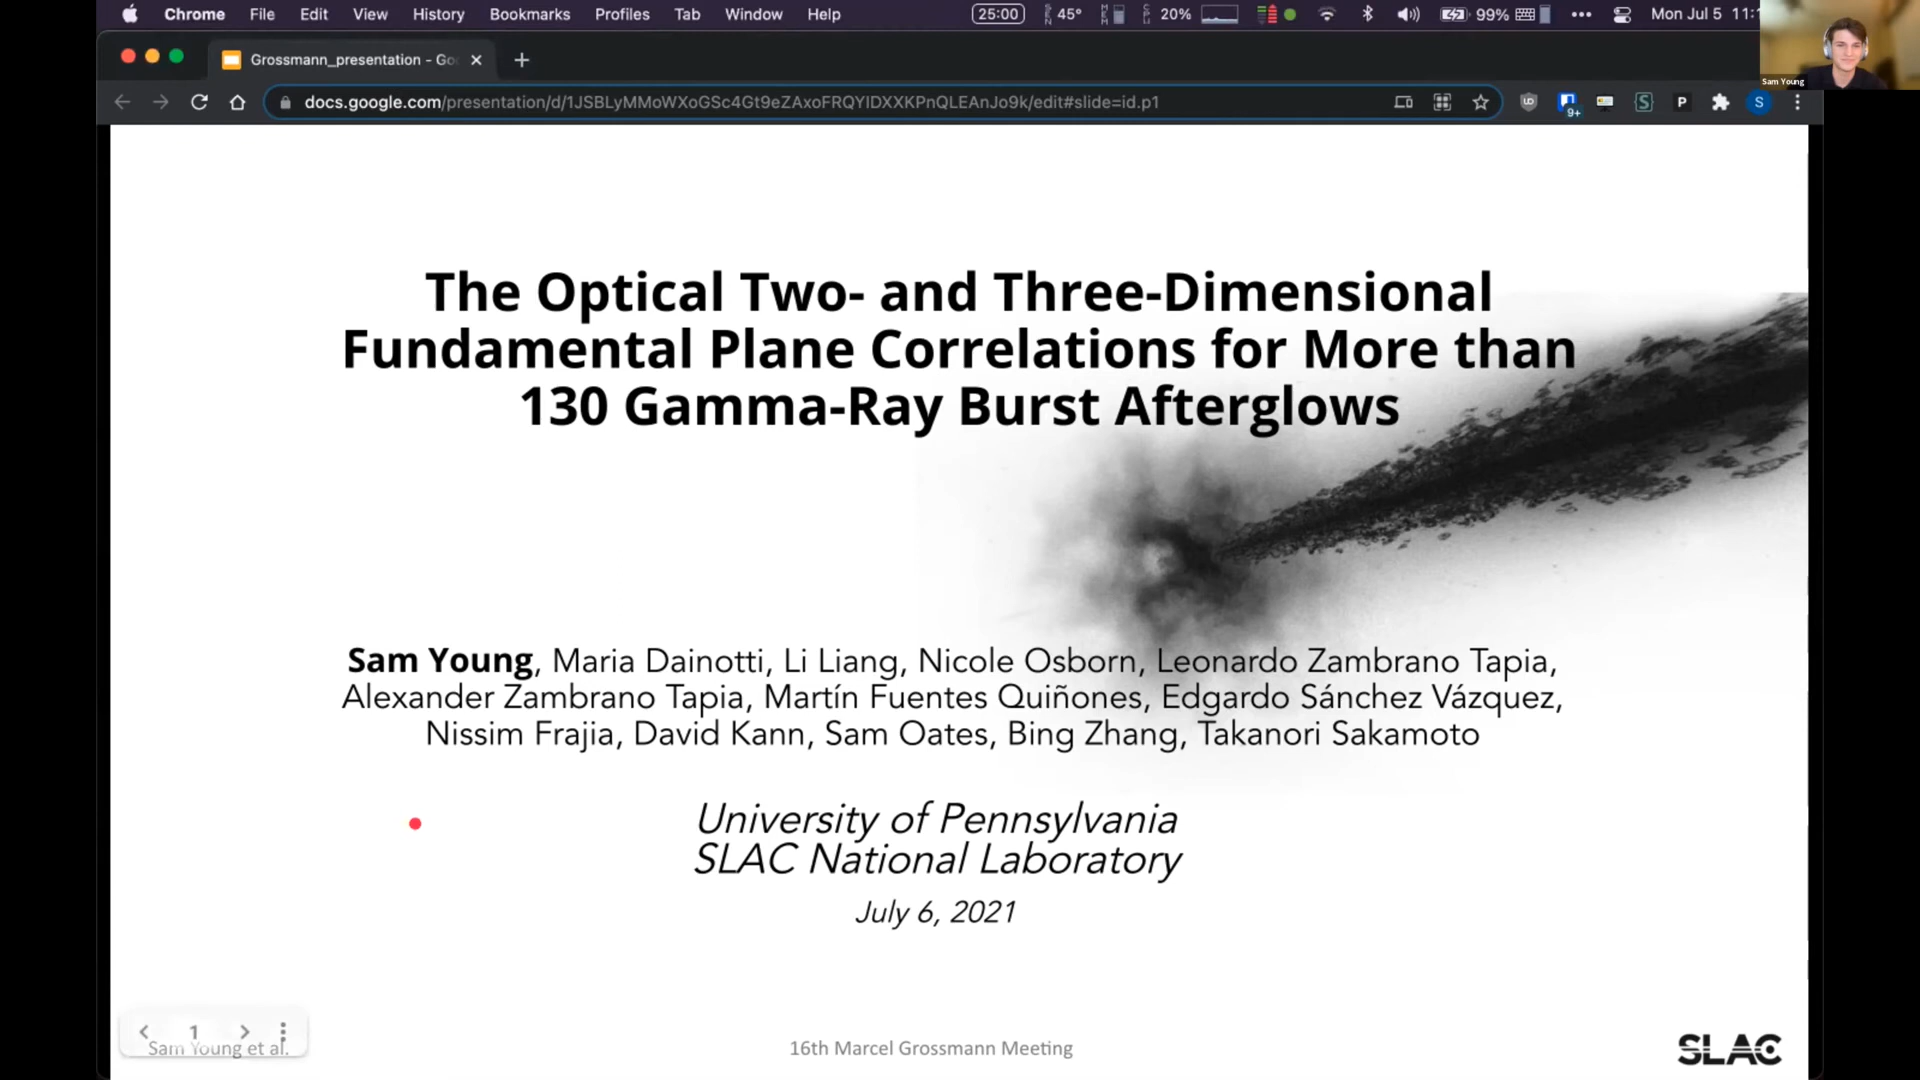 Chrome File Edit View History Bookmarks Profiles Tab Window Help 25:00 45° 20% 99% Mon Jul 5 11:1
Grossmann_presentation - Goo
docs.google.com/presentation/d/1JSBLyMMoWXoGSc4Gt9eZAxoFRQYIDXXKPnQLEAnJo9k/edit#slide=id.p1
9+ S P S
Sam Young
The Optical Two- and Three-Dimensional
Fundamental Plane Correlations for More than
130 Gamma-Ray Burst Afterglows
Sam Young, Maria Dainotti, Li Liang, Nicole Osborn, Leonardo Zambrano Tapia,
Alexander Zambrano Tapia, Martín Fuentes Quiñones, Edgardo Sánchez Vázquez,
Nissim Frajia, David Kann, Sam Oates, Bing Zhang, Takanori Sakamoto
University of Pennsylvania
SLAC National Laboratory
July 6, 2021
1
Sam Young et al.
16th Marcel Grossmann Meeting
SLAC